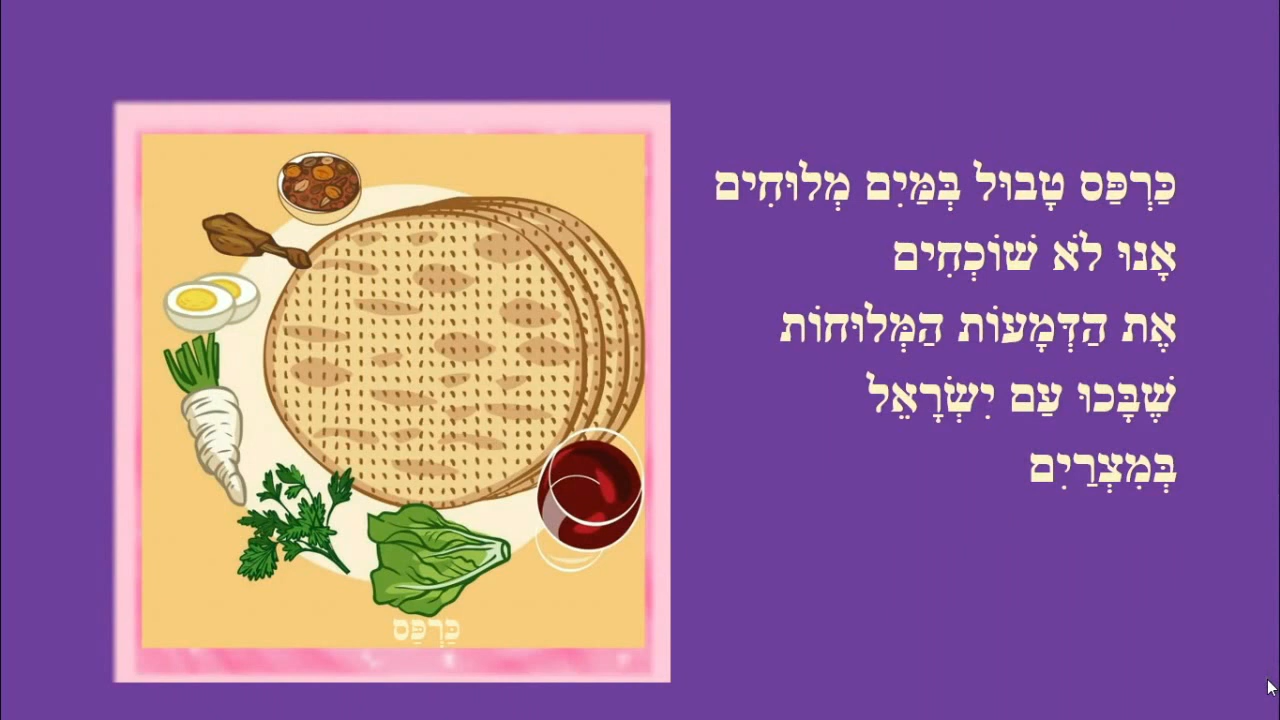 כַּרְפַּס טָבוּל בְּמַּיִם מְלוּחִים
אָנוּ לֹא שׁוֹכְחִים
אֶת הַדְּמָעוֹת הַמְּלוּחוֹת
שֶׁבָּכוּ עַם יִשְׂרָאֵל
בְּמִצְרַיִם
כַּרְפַּס